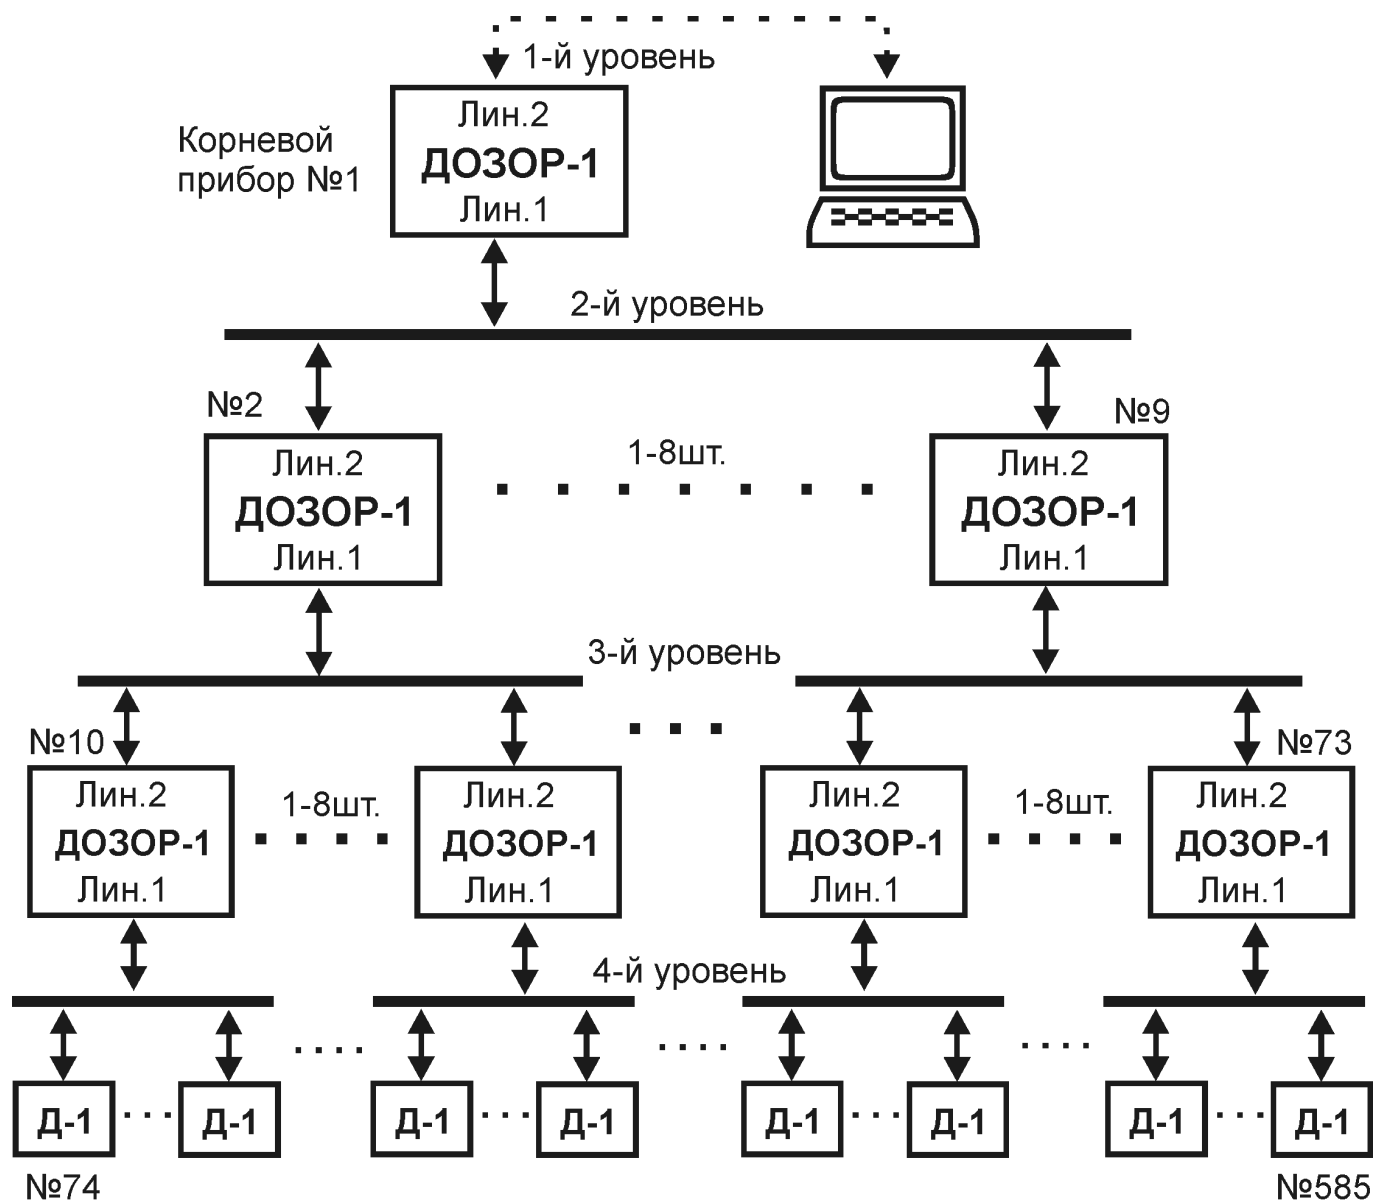 1-й уровень
Лин.2
ДОЗОР-1
Лин.1
Корневой
прибор №1
2-й уровень
№2
№9
Лин.2
ДОЗОР-1
Лин.1
1-8шт.
Лин.2
ДОЗОР-1
Лин.1
3-й уровень
№10
№73
Лин.2
ДОЗОР-1
Лин.1
1-8шт.
Лин.2
ДОЗОР-1
Лин.1
Лин.2
ДОЗОР-1
Лин.1
1-8шт.
Лин.2
ДОЗОР-1
Лин.1
4-й уровень
Д-1
Д-1
Д-1
Д-1
Д-1
Д-1
Д-1
Д-1
№74
№585